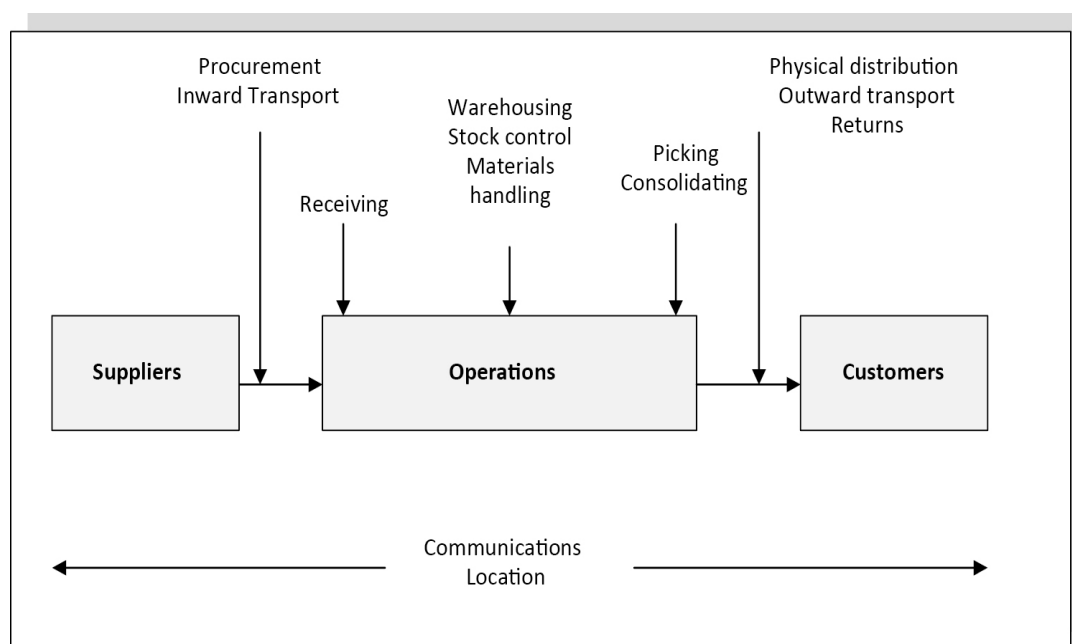 Procurement
Inward Transport
Receiving
Warehousing
Stock control
Materials
handling
Picking
Consolidating
Physical distribution
Outward transport
Returns
Suppliers
Operations
Customers
Communications
Location